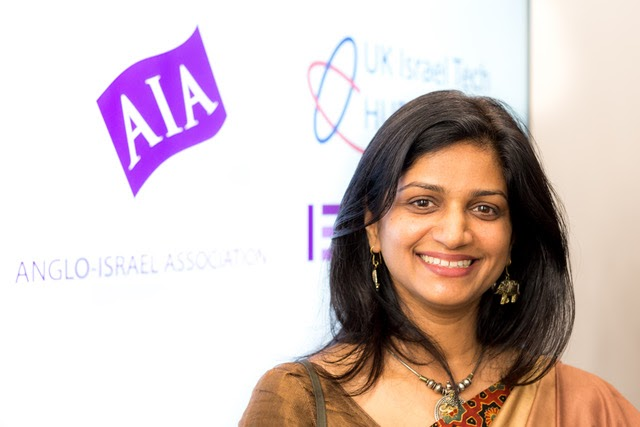 AIA
ANGLO-ISRAEL ASSOCIATION
UK Israel Tech